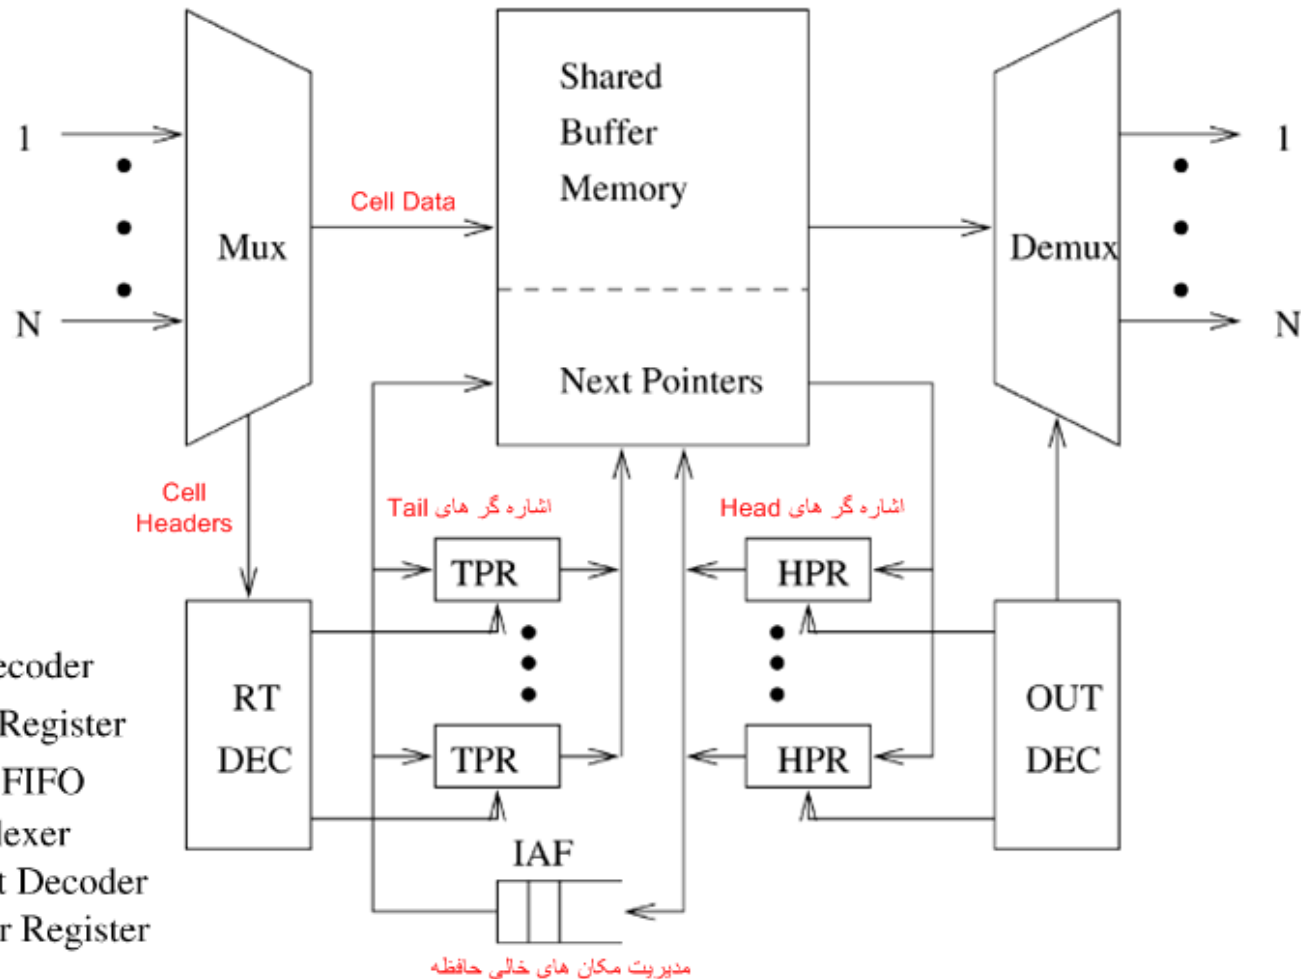 1
N
Mux
Cell Data
Shared
Buffer
Memory
Next Pointers
Demux
1
N
Cell
Headers
اشاره گر های Tail
اشاره گر های Head
TPR
HPR
RT
DEC
TPR
HPR
OUT
DEC
IAF
مدیریت مکان های خالی حافظه
ecoder
Register
FIFO
lexer
t Decoder
r Register